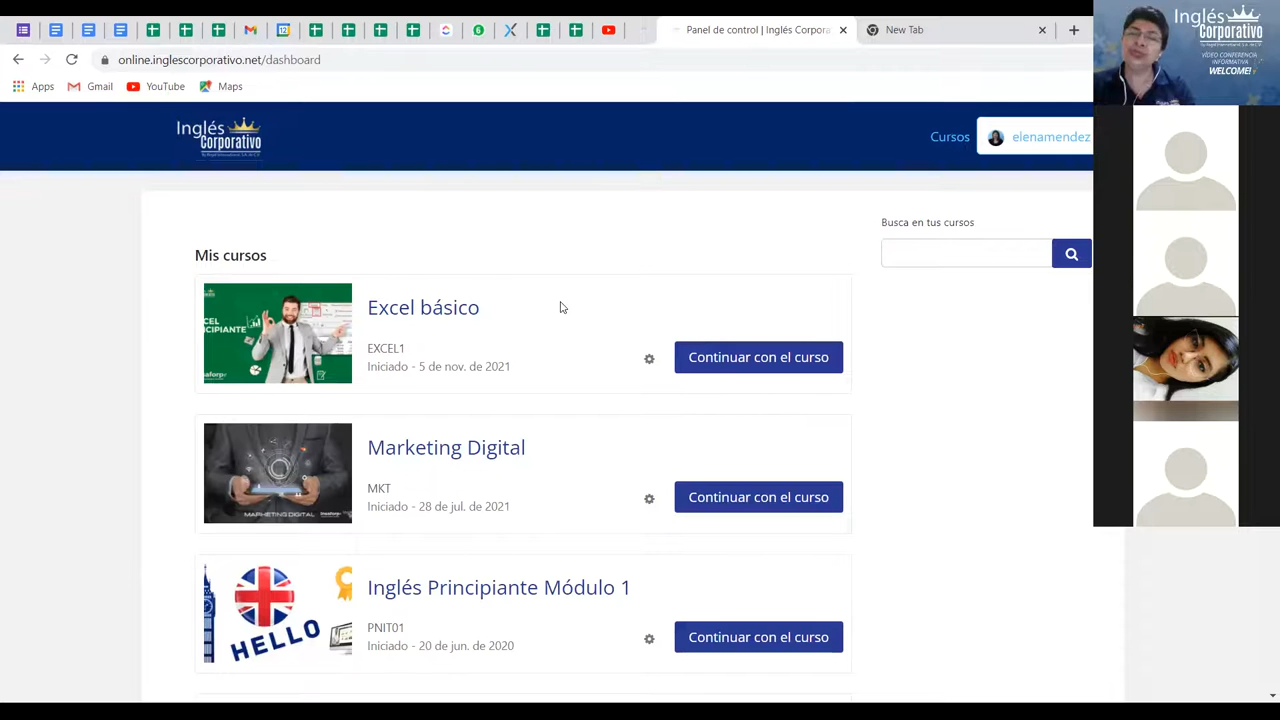 Panel de control | Inglés Corpora
New Tab
online.inglescorporativo.net/dashboard
Apps
Gmail
YouTube
Maps
Inglés
Corporativo
VÍDEO CONFERENCIA
INFORMATIVA
WELCOME!
Inglés
Corporativo
Cursos
elenamendez
Busca en tus cursos
Mis cursos
Excel básico
EXCEL1
Iniciado - 5 de nov. de 2021
Continuar con el curso
Marketing Digital
MKT
Iniciado - 28 de jul. de 2021
Continuar con el curso
MARKETING DIGITAL
Inglés Principiante Módulo 1
HELLO
PNIT01
Iniciado - 20 de jun. de 2020
Continuar con el curso